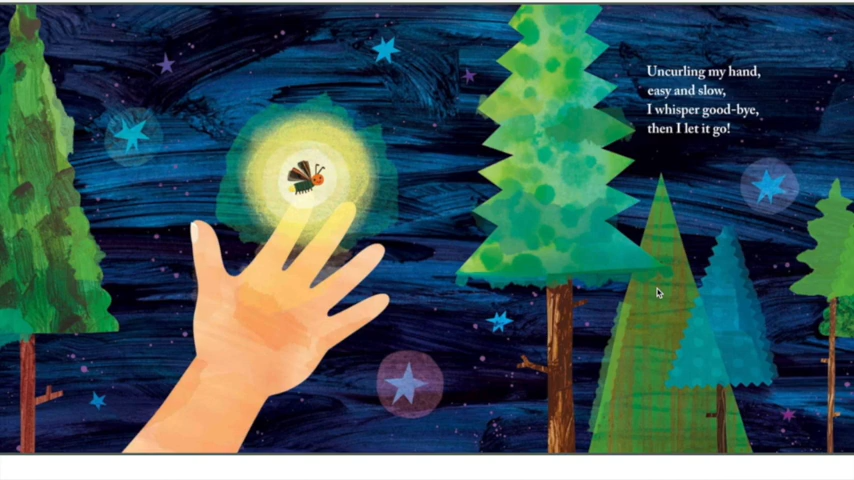 Uncurling my hand,
easy and slow,
I whisper good-bye,
then I let it go!